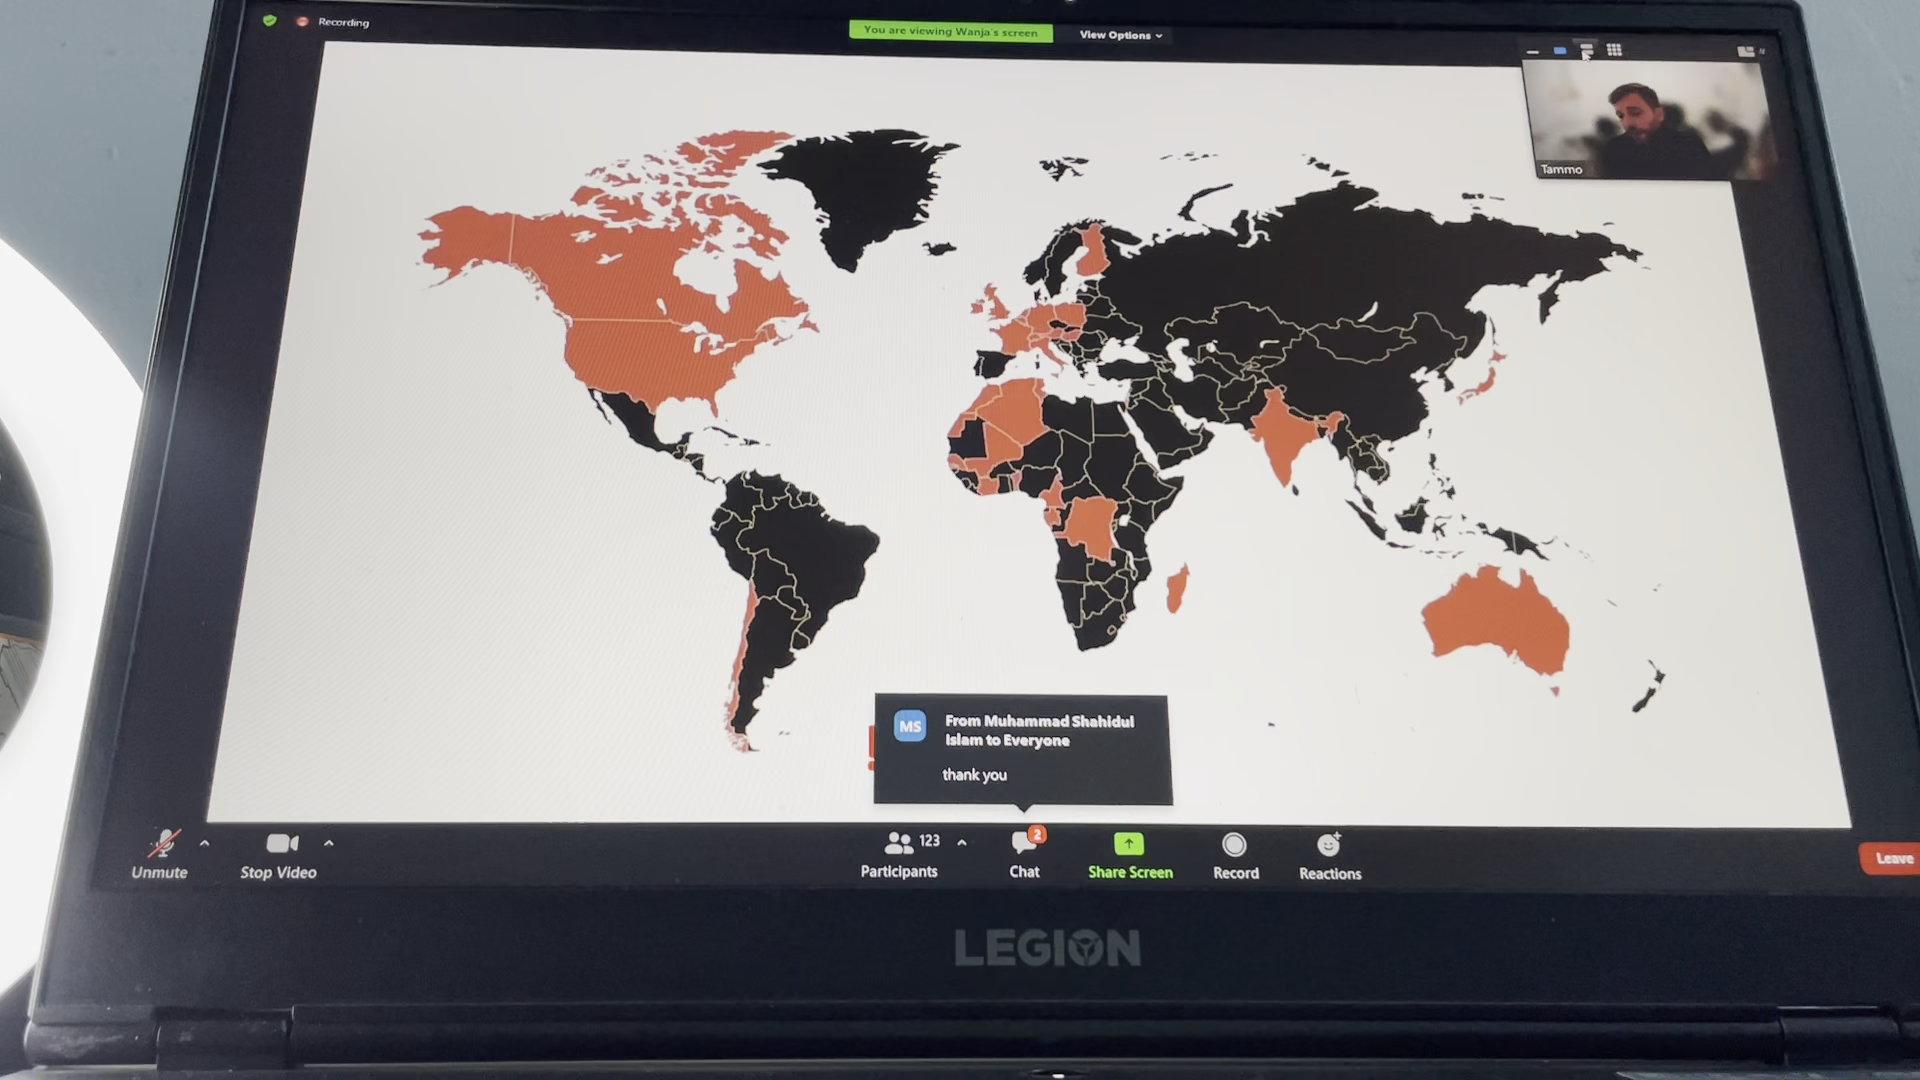 Recording
You are viewing Wanja's screen
View Options
Tammo
MS
From Muhammad Shahidul
Islam to Everyone
thank you
Unmute
Stop Video
123
Participants
2
Chat
Share Screen
Record
Reactions
Leave
LEGION